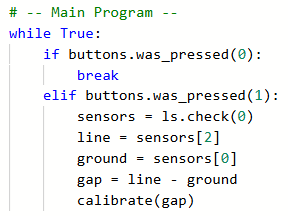 # -- Main Program --
while True:
    if buttons.was_pressed(0):
        break
    elif buttons.was_pressed(1):
        sensors = ls.check(0)
        line = sensors[2]
        ground = sensors[0]
        gap = line - ground
        calibrate(gap)